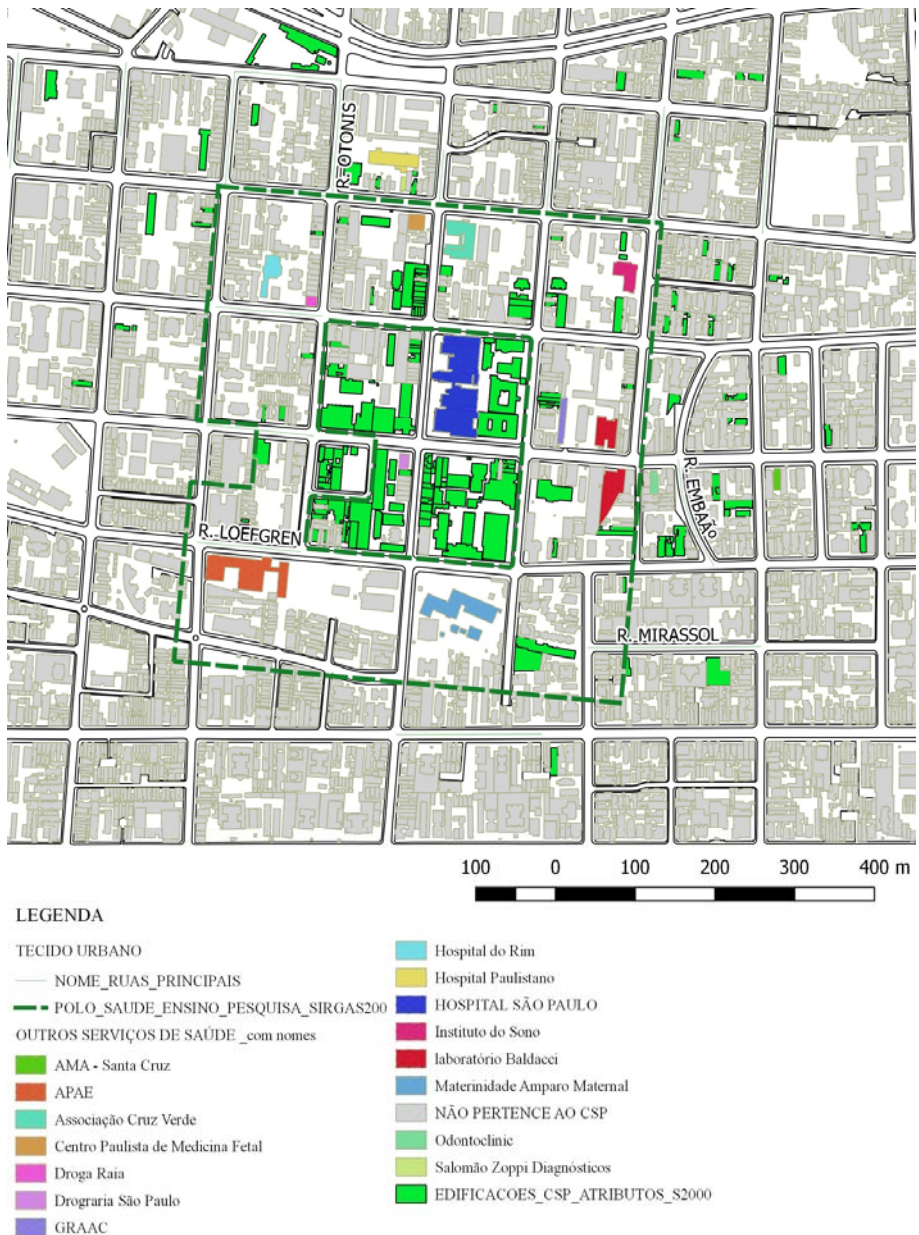 R. OTONIS
R. EMBAÃO
R. LOEFGREN
R. MIRASSOL
100 0 100 200 300 400 m
LEGENDA
TECIDO URBANO
NOME_RUAS_PRINCIPAIS
POLO_SAUDE_ENSINO_PESQUISA_SIRGAS200
OUTROS SERVIÇOS DE SAÚDE _com nomes
AMA - Santa Cruz
APAE
Associação Cruz Verde
Centro Paulista de Medicina Fetal
Droga Raia
Drograria São Paulo
GRAAC
Hospital do Rim
Hospital Paulistano
HOSPITAL SÃO PAULO
Instituto do Sono
laboratório Baldacci
Materinidade Amparo Maternal
NÃO PERTENCE AO CSP
Odontoclinic
Salomão Zoppi Diagnósticos
EDIFICACOES_CSP_ATRIBUTOS_S2000